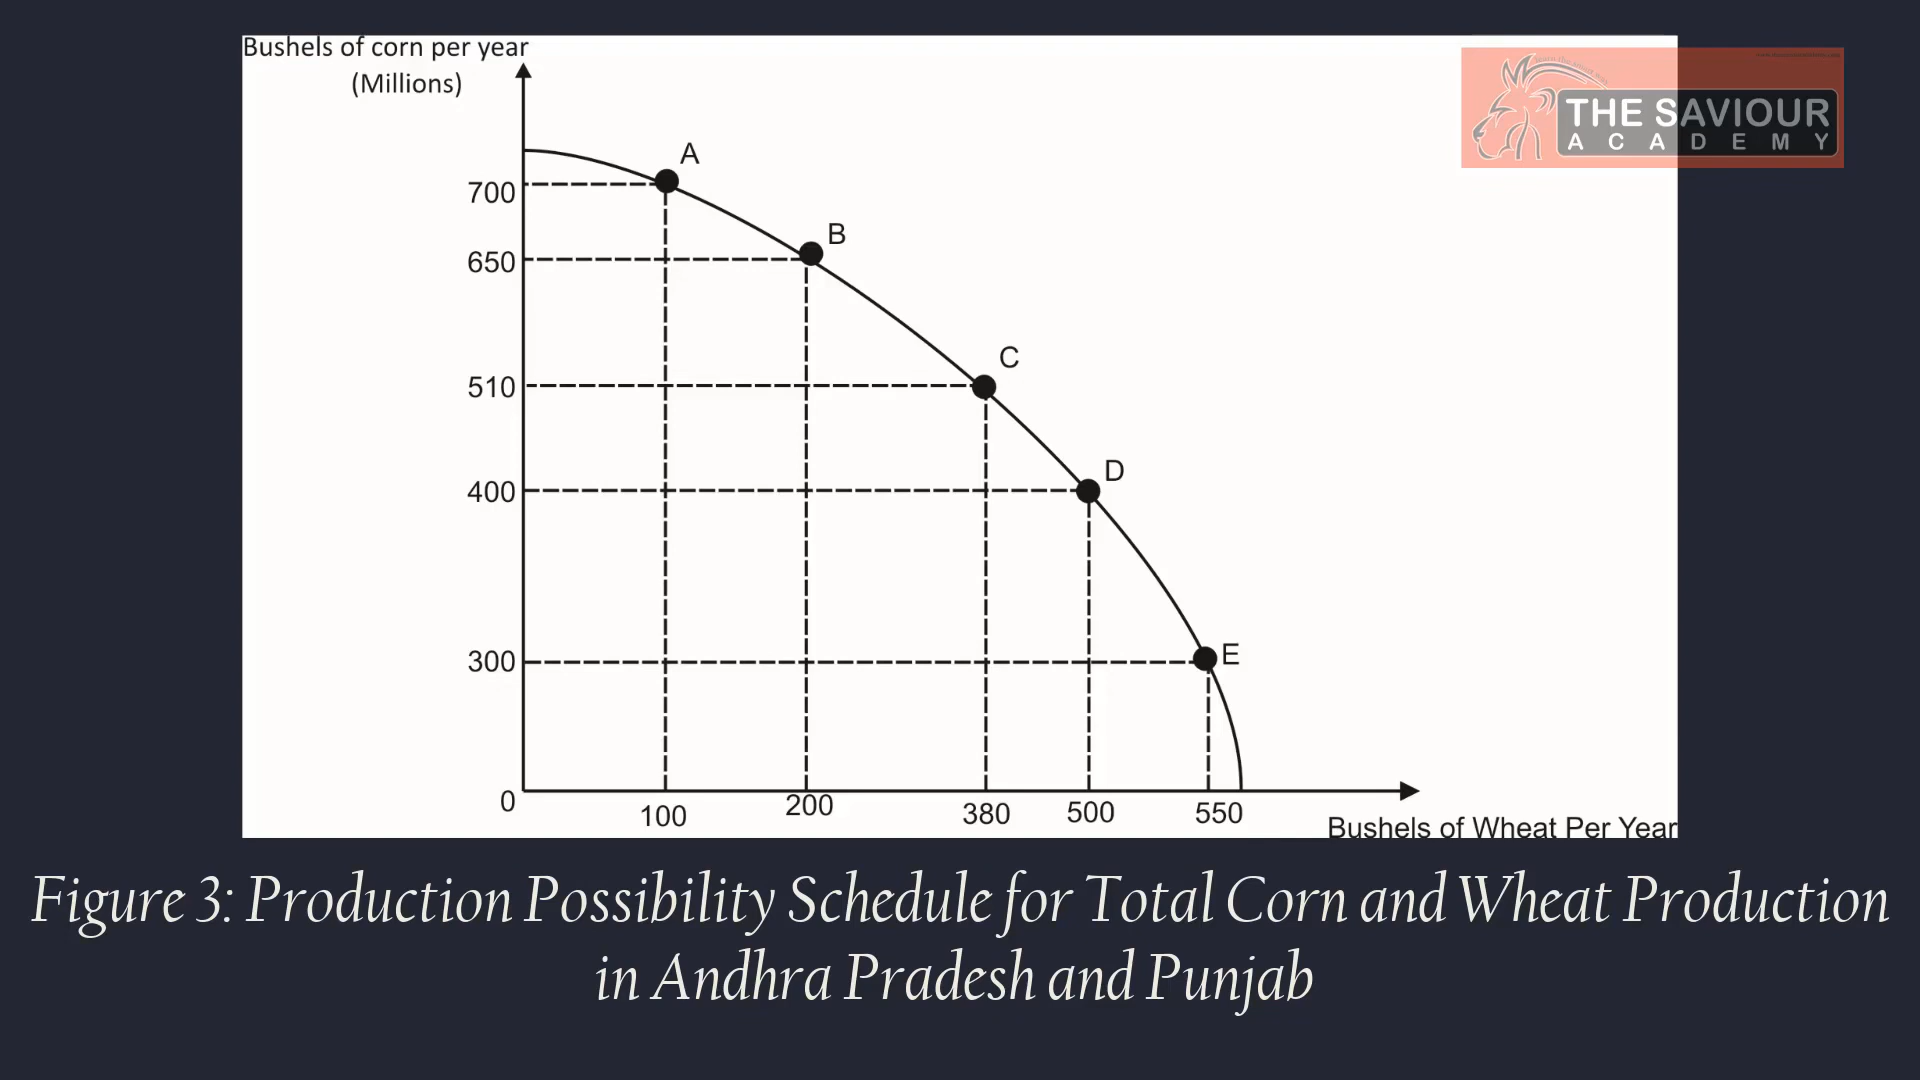 Bushels of corn per year
(Millions)
THE SAVIOUR
ACADEMY
A
700
B
650
C
510
D
400
E
300
0
100
200
380
500
550
Bushels of Wheat Per Year
Figure 3: Production Possibility Schedule for Total Corn and Wheat Production
in Andhra Pradesh and Punjab